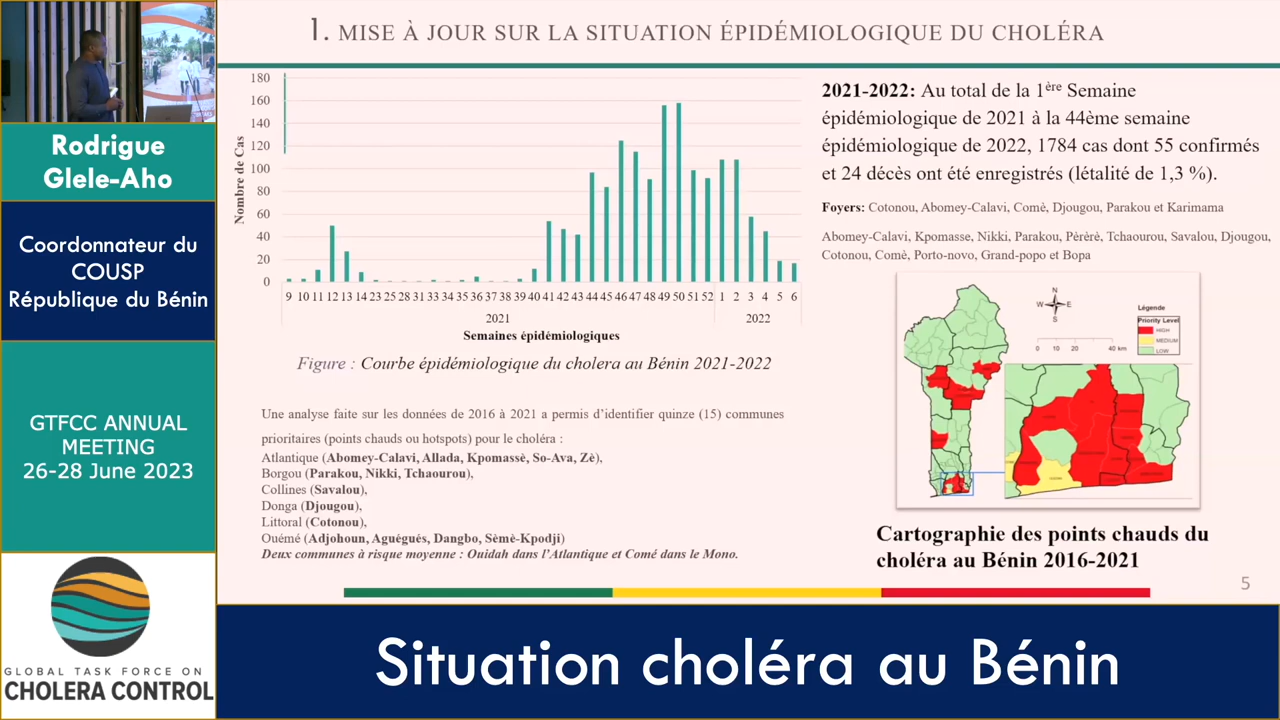 1. MISE À JOUR SUR LA SITUATION ÉPIDÉMIOLOGIQUE DU CHOLÉRA
Rodrigue
Glele-Aho
Coordonnateur du
COUSP
République du Bénin
GTFCC ANNUAL
MEETING
26-28 June 2023
GLOBAL TASK FORCE ON
CHOLERA CONTROL
Nombre de Cas
180
160
140
120
100
80
60
40
20
0
9 10 11 12 13 14 23 25 28 31 33 34 35 36 37 38 39 40 41 42 43 44 45 46 47 48 49 50 51 52 1 2 3 4 5 6
2021 2022
Semaines épidémiologiques
Figure : Courbe épidémiologique du cholera au Bénin 2021-2022
Une analyse faite sur les données de 2016 à 2021 a permis d'identifier quinze (15) communes
prioritaires (points chauds ou hotspots) pour le choléra :
Atlantique (Abomey-Calavi, Allada, Kpomassè, So-Ava, Zè),
Borgou (Parakou, Nikki, Tchaourou),
Collines (Savalou),
Donga (Djougou),
Littoral (Cotonou),
Ouémé (Adjohoun, Aguégués, Dangbo, Sèmè-Kpodji)
Deux communes à risque moyenne : Ouidah dans l'Atlantique et Comé dans le Mono.
2021-2022: Au total de la 1ère Semaine
épidémiologique de 2021 à la 44ème semaine
épidémiologique de 2022, 1784 cas dont 55 confirmés
et 24 décès ont été enregistrés (létalité de 1,3 %).
Foyers: Cotonou, Abomey-Calavi, Comè, Djougou, Parakou et Karimama
Abomey-Calavi, Kpomasse, Nikki, Parakou, Pèrèrè, Tchaourou, Savalou, Djougou,
Cotonou, Comè, Porto-novo, Grand-popo et Bopa
N
W E
S
0 10 20 40 km
Légende
Priority Level
HIGH
MEDIUM
LOW
Cartographie des points chauds du
choléra au Bénin 2016-2021
5
Situation choléra au Bénin